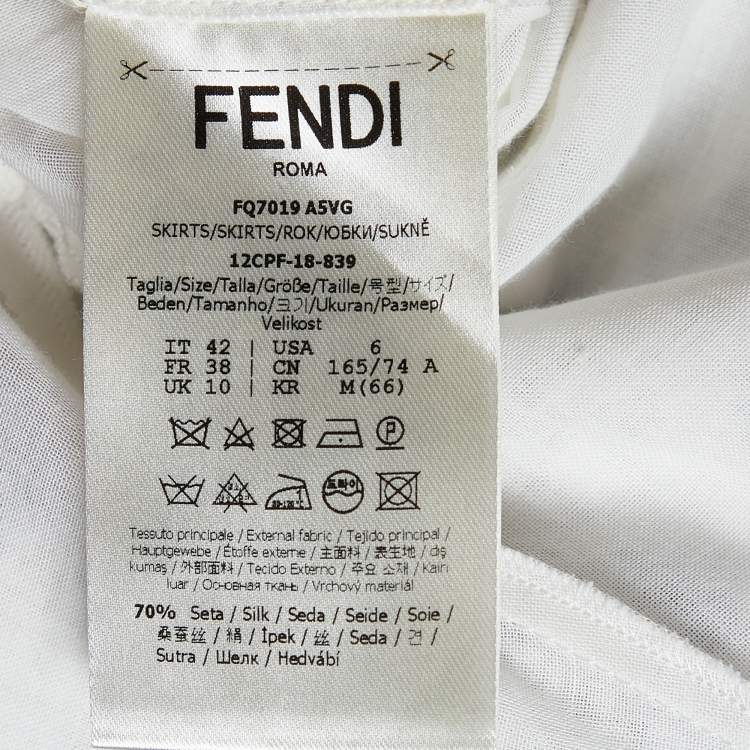 FENDI
ROMA
FQ7019 A5VG
SKIRTS/SKIRTS/ROK/ЮБКИ/SUKNĚ
12CPF-18-839
Taglia/Size/Talla/Größe/Taille/号型/サイズ/
Beden/Tamanho/크기/Ukuran/Размер/
Velikost
IT 42 | USA 6
FR 38 | CN 165/74 A
UK 10 | KR M(66)
P
드라이
Tessuto principale / External fabric / Tejido principal /
Hauptgewebe / Étoffe externe / 主面料 / 表生地 / dış
kumaş / 外部面料 / Tecido Externo / 주요 소재 / Kain
luar / Основная ткань / Vrchový materiál
70% Seta / Silk / Seda / Seide / Soie /
桑蚕丝 / 絹 / İpek / 丝 / Seda / 견 /
Sutra / Шелк / Hedvábí